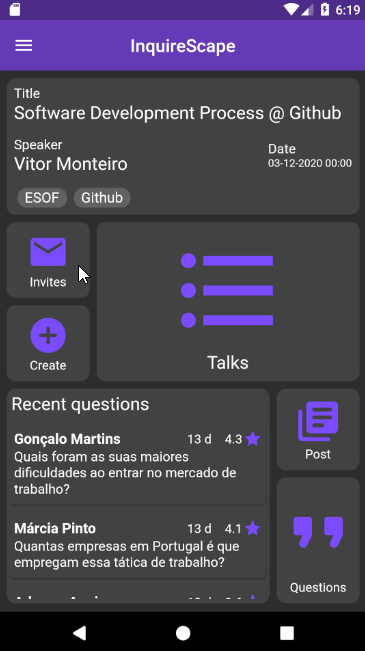 6:19
InquireScape
Title
Software Development Process @ Github
Speaker
Vitor Monteiro
Date
03-12-2020 00:00
ESOF Github
Invites
Create
Talks
Recent questions
Gonçalo Martins 13 d 4.3
Quais foram as suas maiores
dificuldades ao entrar no mercado de
trabalho?
Márcia Pinto 13 d 4.1
Quantas empresas em Portugal é que
empregam essa tática de trabalho?
Post
Questions